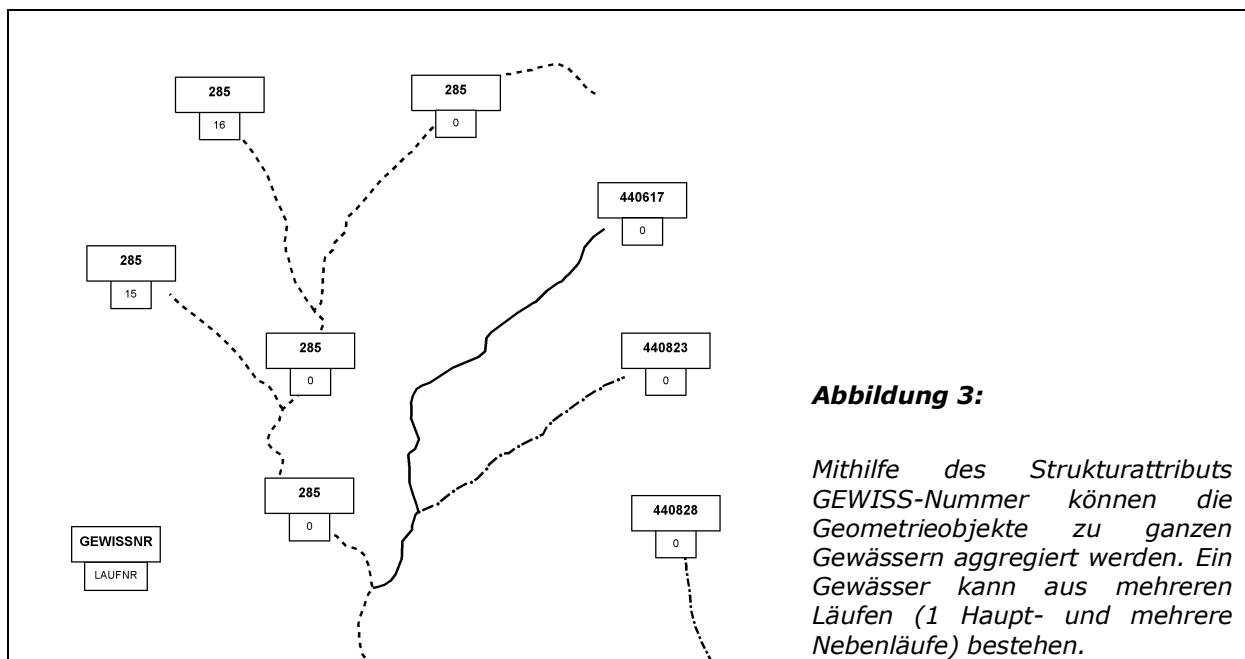 285
16
285
0
440617
0
285
15
285
0
440823
0
285
0
440828
0
GEWISSNR
LAUFNR
Abbildung 3:
Mithilfe des Strukturattributs
GEWISS-Nummer können die
Geometrieobjekte zu ganzen
Gewässern aggregiert werden. Ein
Gewässer kann aus mehreren
Läufen (1 Haupt- und mehrere
Nebenläufe) bestehen.